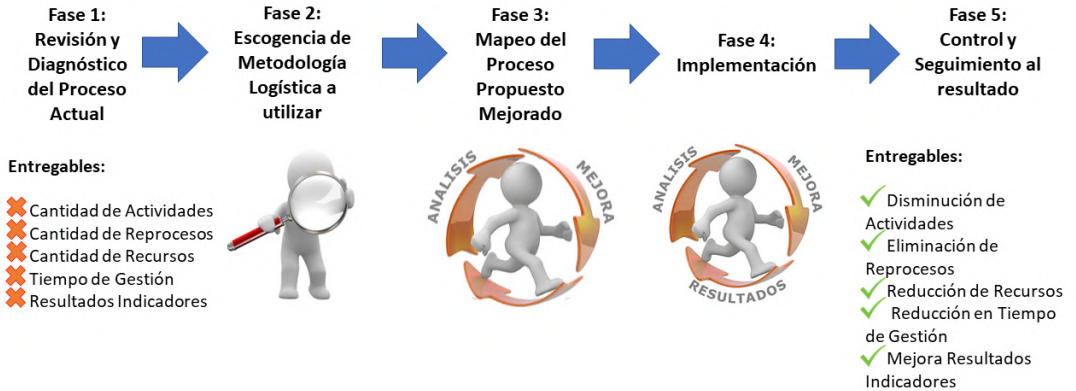 Fase 1:
Revisión y
Diagnóstico
del Proceso
Actual
Fase 2:
Escogencia de
Metodología
Logística a
utilizar
Fase 3:
Mapeo del
Proceso
Propuesto
Mejorado
Fase 4:
Implementación
Fase 5:
Control y
Seguimiento al
resultado
Entregables:
Cantidad de Actividades
Cantidad de Reprocesos
Cantidad de Recursos
Tiempo de Gestión
Resultados Indicadores
ANALISIS
MEJORA
ANALISIS
MEJORA
RESULTADOS
Entregables:
Disminución de
Actividades
Eliminación de
Reprocesos
Reducción de Recursos
Reducción en Tiempo
de Gestión
Mejora Resultados
Indicadores